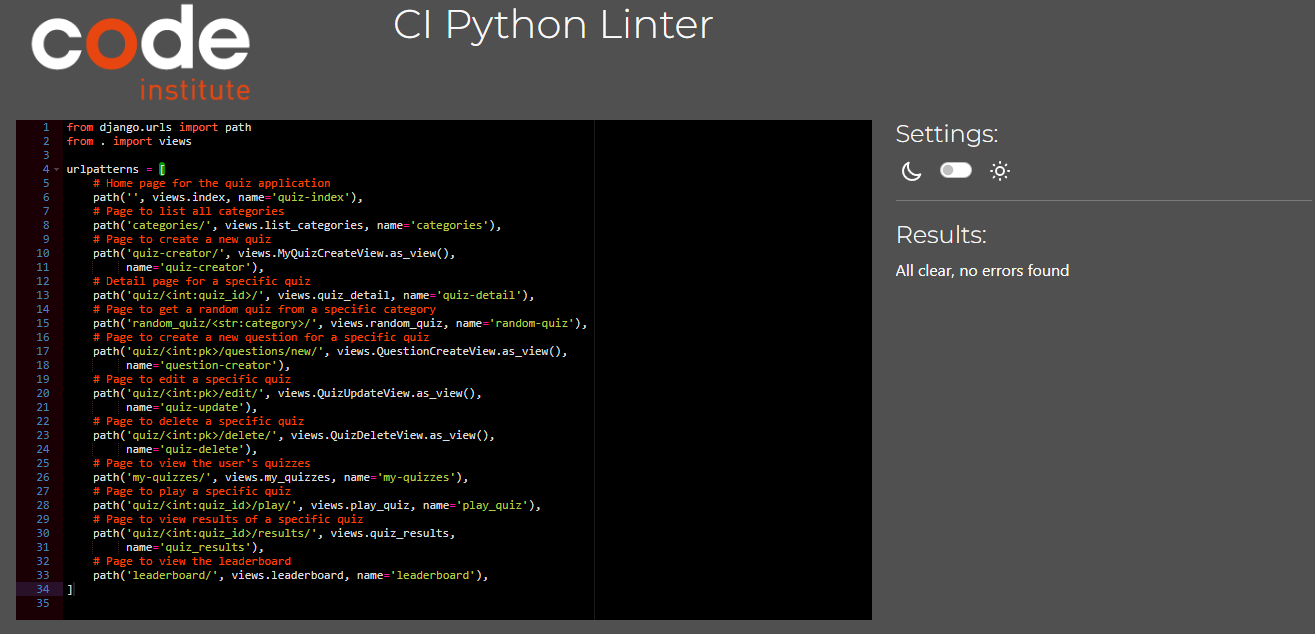 code
institute
CI Python Linter
1 from django.urls import path
2 from . import views
3
4 urlpatterns = [
5     # Home page for the quiz application
6     path('', views.index, name='quiz-index'),
7     # Page to list all categories
8     path('categories/', views.list_categories, name='categories'),
9     # Page to create a new quiz
10     path('quiz-creator/', views.MyQuizCreateView.as_view(),
11          name='quiz-creator'),
12     # Detail page for a specific quiz
13     path('quiz/<int:quiz_id>/', views.quiz_detail, name='quiz-detail'),
14     # Page to get a random quiz from a specific category
15     path('random_quiz/<str:category>/', views.random_quiz, name='random-quiz'),
16     # Page to create a new question for a specific quiz
17     path('quiz/<int:pk>/questions/new/', views.QuestionCreateView.as_view(),
18          name='question-creator'),
19     # Page to edit a specific quiz
20     path('quiz/<int:pk>/edit/', views.QuizUpdateView.as_view(),
21          name='quiz-update'),
22     # Page to delete a specific quiz
23     path('quiz/<int:pk>/delete/', views.QuizDeleteView.as_view(),
24          name='quiz-delete'),
25     # Page to view the user's quizzes
26     path('my-quizzes/', views.my_quizzes, name='my-quizzes'),
27     # Page to play a specific quiz
28     path('quiz/<int:quiz_id>/play/', views.play_quiz, name='play_quiz'),
29     # Page to view results of a specific quiz
30     path('quiz/<int:quiz_id>/results/', views.quiz_results,
31          name='quiz_results'),
32     # Page to view the leaderboard
33     path('leaderboard/', views.leaderboard, name='leaderboard'),
34 ]
35
Settings:
Results:
All clear, no errors found